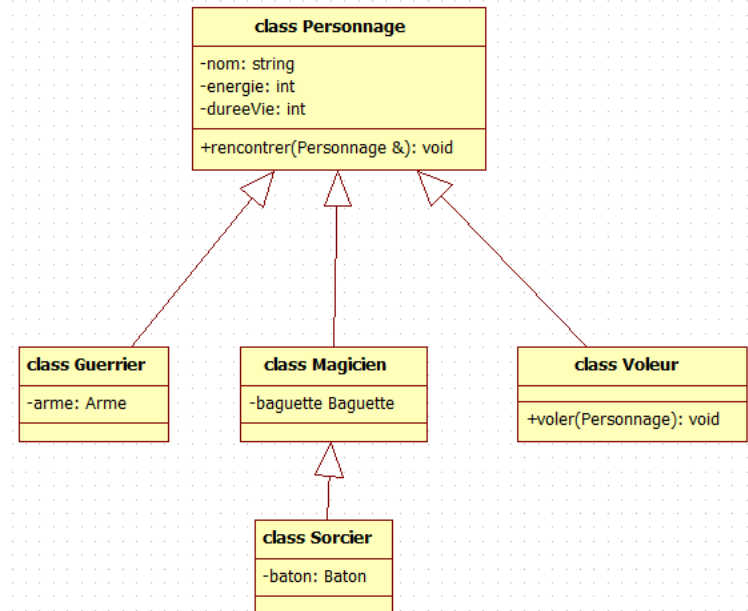 class Personnage
-nom: string
-energie: int
-dureeVie: int
+rencontrer(Personnage &): void
class Guerrier
-arme: Arme
class Magicien
-baguette Baguette
class Voleur
+voler(Personnage): void
class Sorcier
-baton: Baton